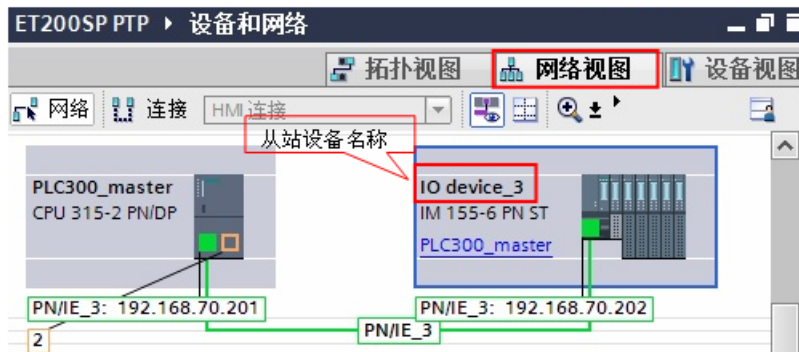 ET200SP PTP ▸ 设备和网络
拓扑视图 网络视图 设备视图
网络 连接 HMI连接
从站设备名称
PLC300_master
CPU 315-2 PN/DP
IO device_3
IM 155-6 PN ST
PLC300_master
PN/IE_3: 192.168.70.201
PN/IE_3: 192.168.70.202
PN/IE_3
2